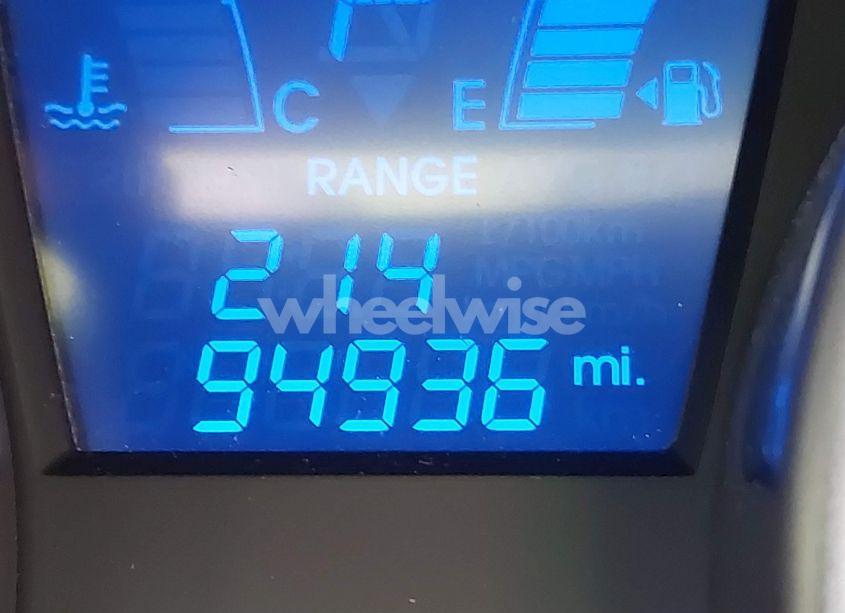 P
C E
RANGE
214
wheelwise
94936 mi.